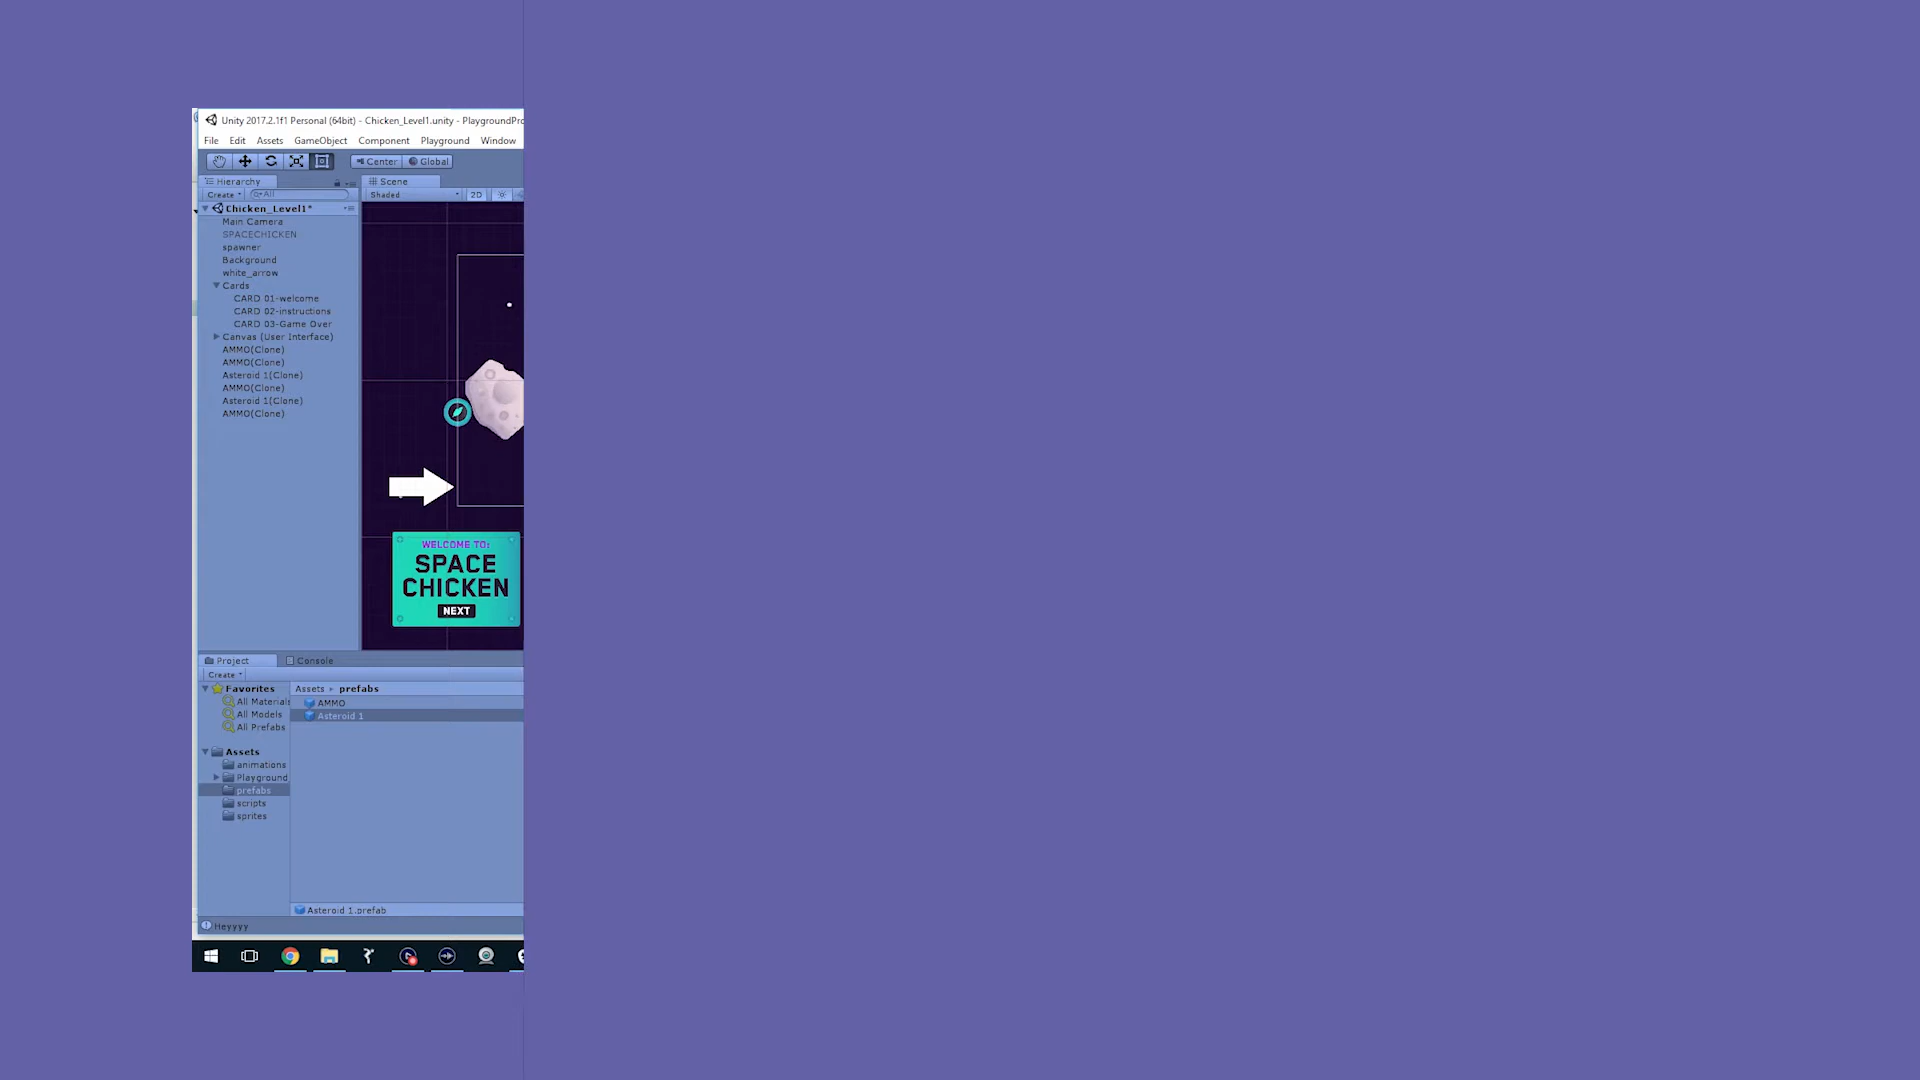 Unity 2017.2.1f1 Personal (64bit) - Chicken_Level1.unity - PlaygroundPro
File Edit Assets GameObject Component Playground Window
Center Global
Hierarchy
Scene
Create All
Shaded 2D
Chicken_Level1*
Main Camera
SPACECHICKEN
spawner
Background
white_arrow
Cards
CARD 01-welcome
CARD 02-instructions
CARD 03-Game Over
Canvas (User Interface)
AMMO(Clone)
AMMO(Clone)
Asteroid 1(Clone)
AMMO(Clone)
Asteroid 1(Clone)
AMMO(Clone)
WELCOME TO:
SPACE
CHICKEN
NEXT
Project Console
Create
Favorites
All Materials
All Models
All Prefabs
Assets
animations
Playground
prefabs
scripts
sprites
Assets prefabs
AMMO
Asteroid 1
Asteroid 1.prefab
Heyyyy